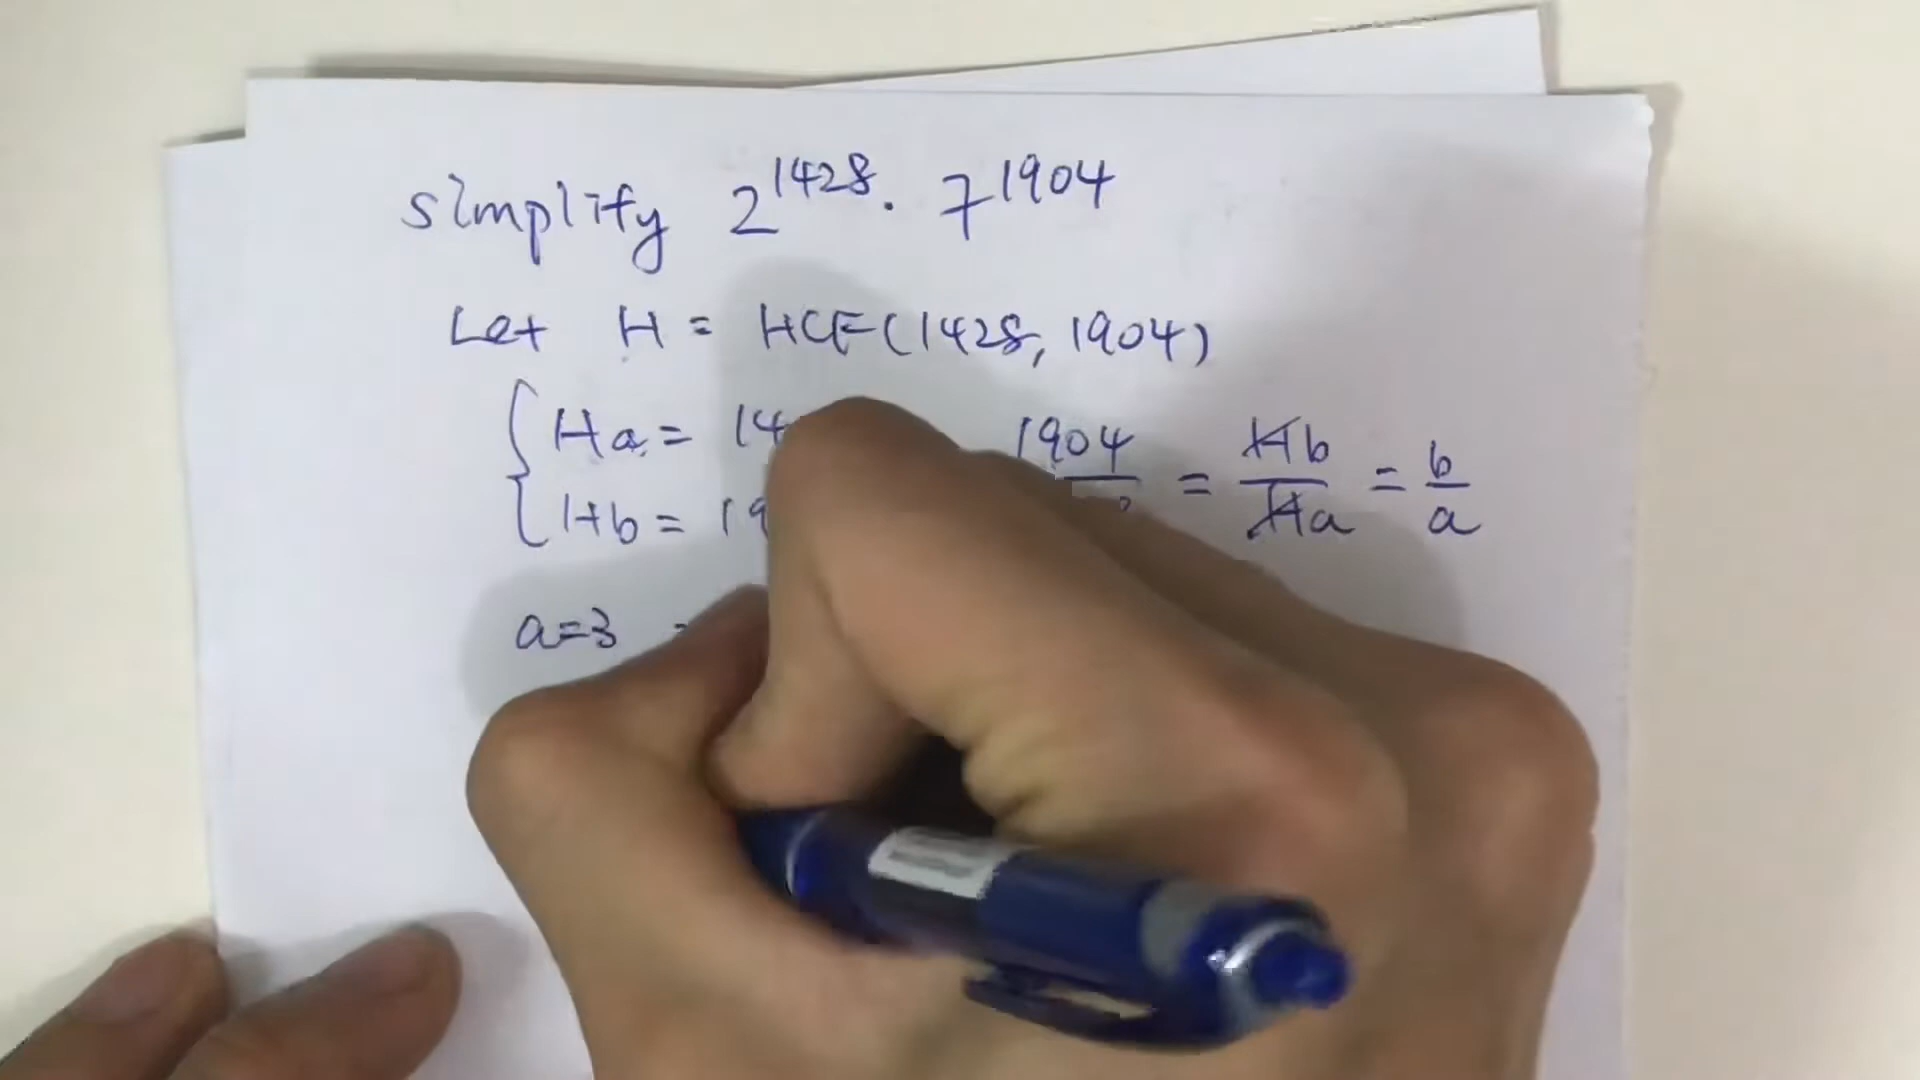 simplify 2^1428 · 7^1904
Let H = HCF(1428, 1904)
Ha = 14
1904 / = Hb / Ha = b / a
Hb = 19
a=3